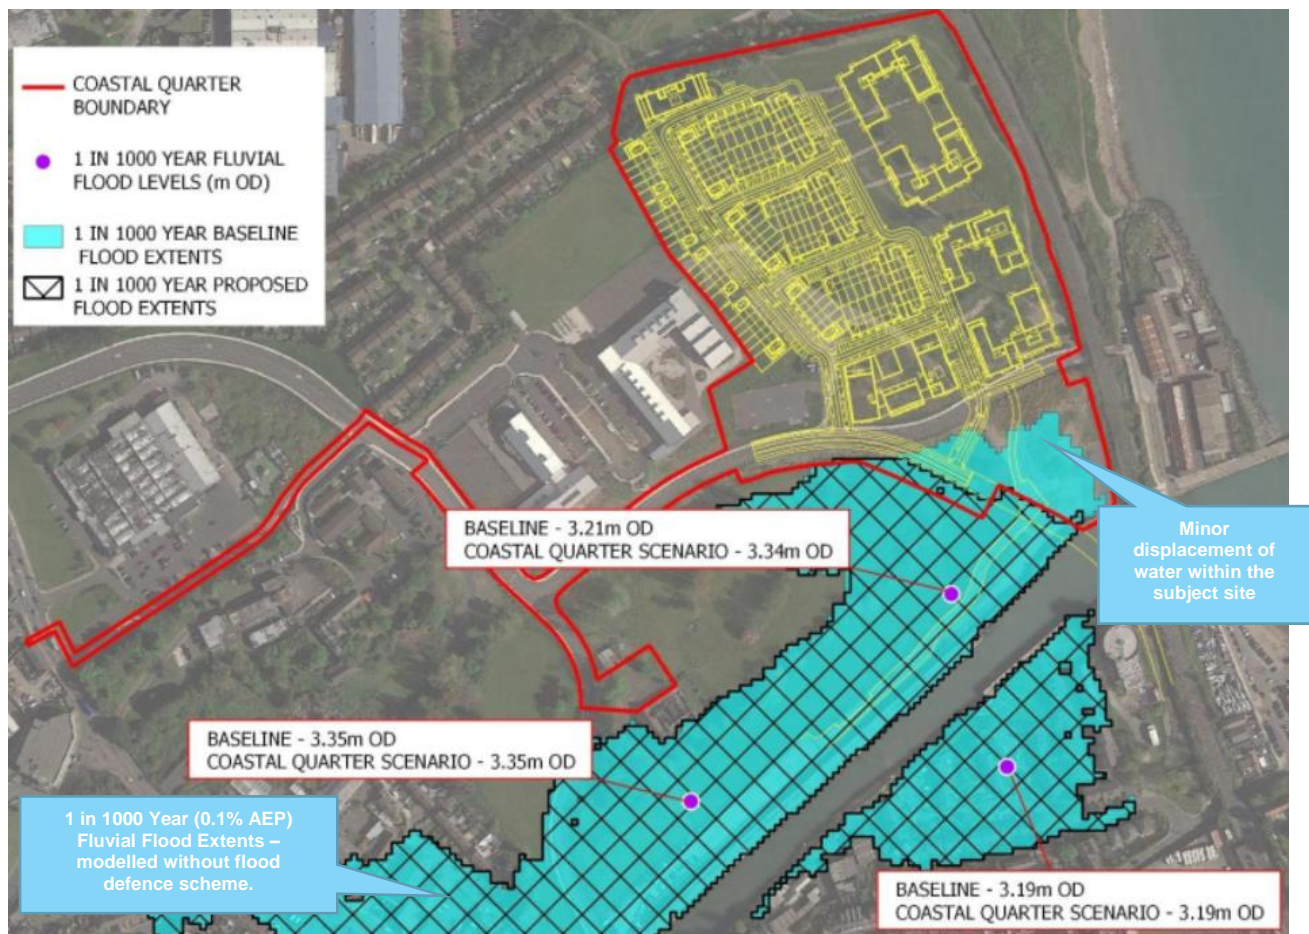 COASTAL QUARTER
BOUNDARY
1 IN 1000 YEAR FLUVIAL
FLOOD LEVELS (m OD)
1 IN 1000 YEAR BASELINE
FLOOD EXTENTS
1 IN 1000 YEAR PROPOSED
FLOOD EXTENTS
BASELINE - 3.21m OD
COASTAL QUARTER SCENARIO - 3.34m OD
Minor
displacement of
water within the
subject site
BASELINE - 3.35m OD
COASTAL QUARTER SCENARIO - 3.35m OD
1 in 1000 Year (0.1% AEP)
Fluvial Flood Extents –
modelled without flood
defence scheme.
BASELINE - 3.19m OD
COASTAL QUARTER SCENARIO - 3.19m OD